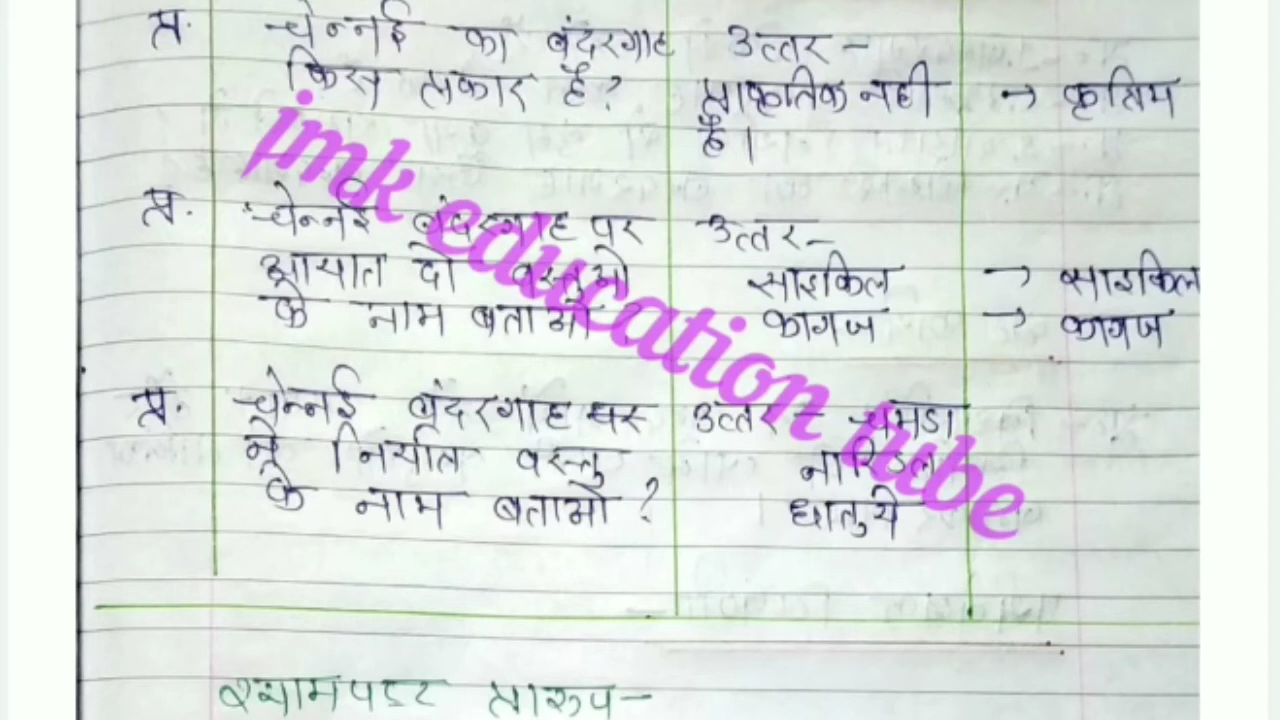 प्र. चेन्नई का बंदरगाह उत्तर -
किस प्रकार है? प्राकृतिक नही → कृत्रिम
है।
प्र. चेन्नई बंदरगाह पर उत्तर -
आयात दो वस्तुओ साइकिल → साइकिल
के नाम बताओ ? कागज → कागज
प्र. चेन्नई बंदरगाह पर उत्तर - चमडा
मे निर्यात वस्तु
के नाम बताओ ? धातुये
श्यामपट्ट प्रारुप -
jmk education tube